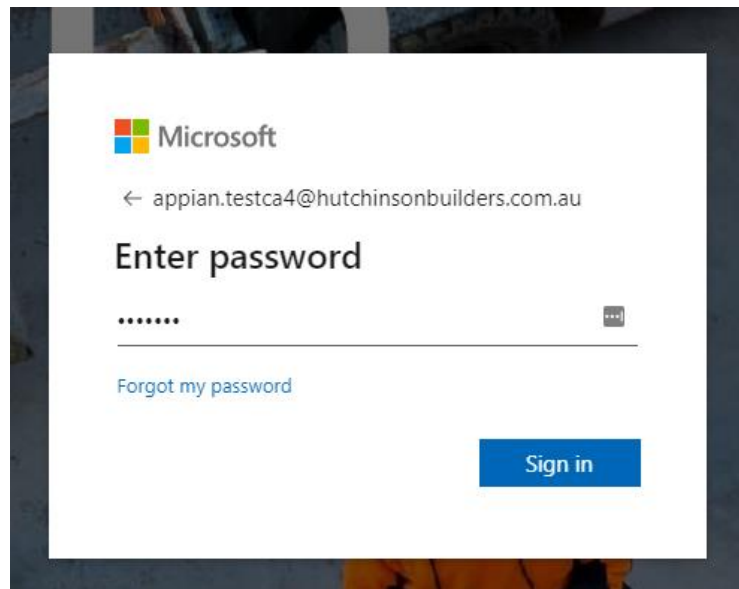 Microsoft
← appian.testca4@hutchinsonbuilders.com.au
Enter password
•••••••
Forgot my password
Sign in